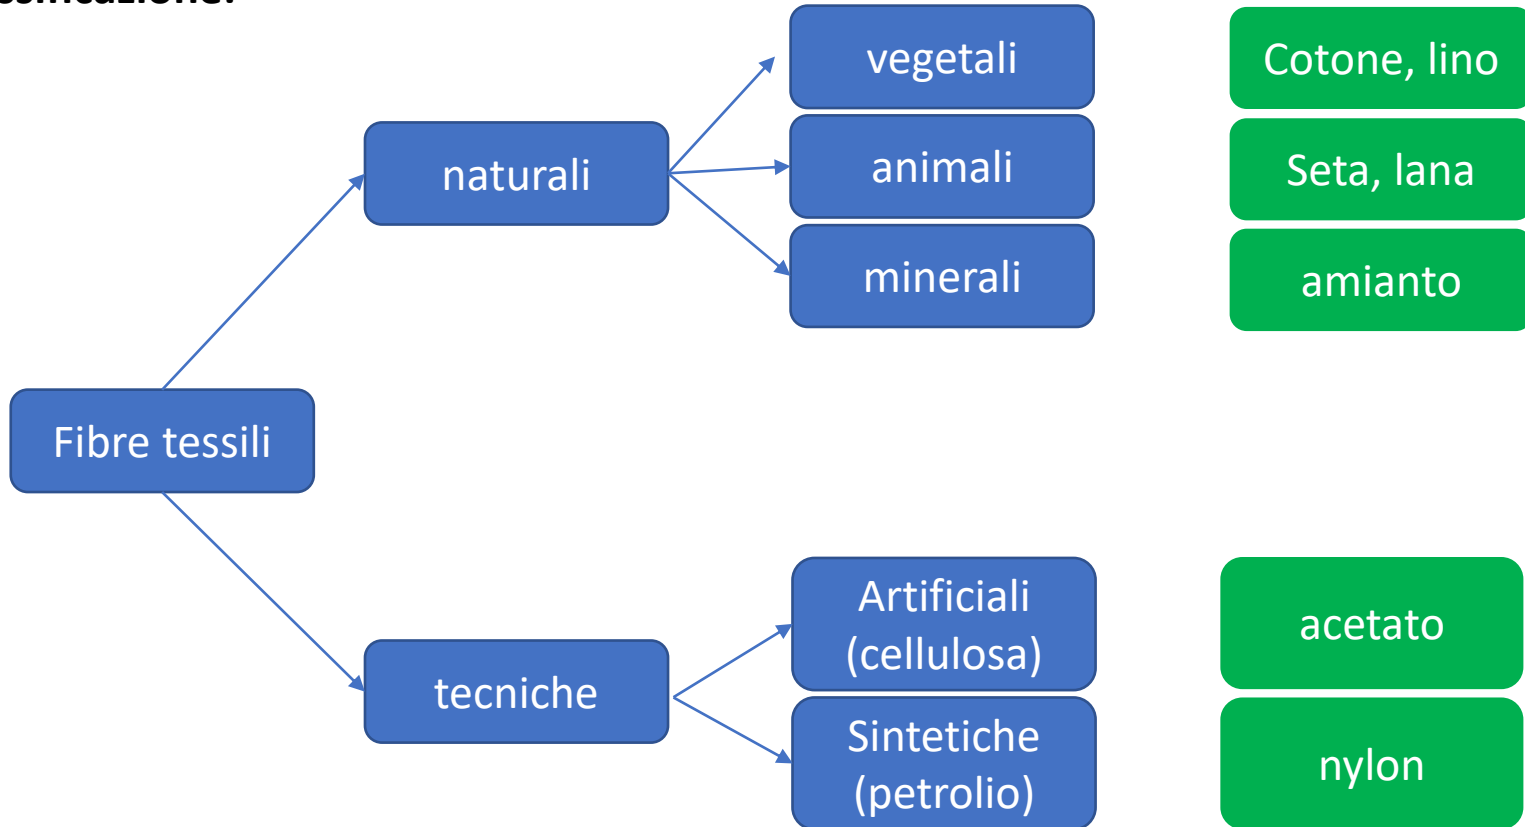 vegetali
Cotone, lino
naturali
animali
Seta, lana
minerali
amianto
Fibre tessili
Artificiali
(cellulosa)
acetato
tecniche
Sintetiche
(petrolio)
nylon